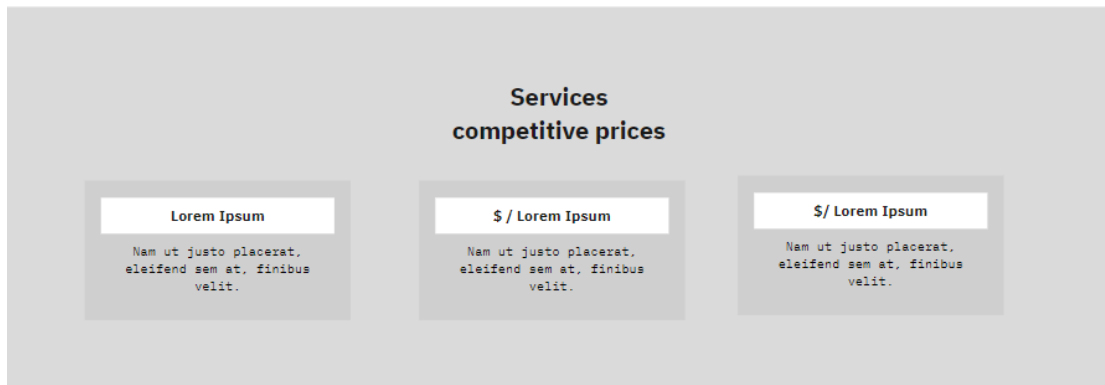 Services
competitive prices
Lorem Ipsum
Nam ut justo placerat,
eleifend sem at, finibus
velit.
$ / Lorem Ipsum
Nam ut justo placerat,
eleifend sem at, finibus
velit.
$/ Lorem Ipsum
Nam ut justo placerat,
eleifend sem at, finibus
velit.